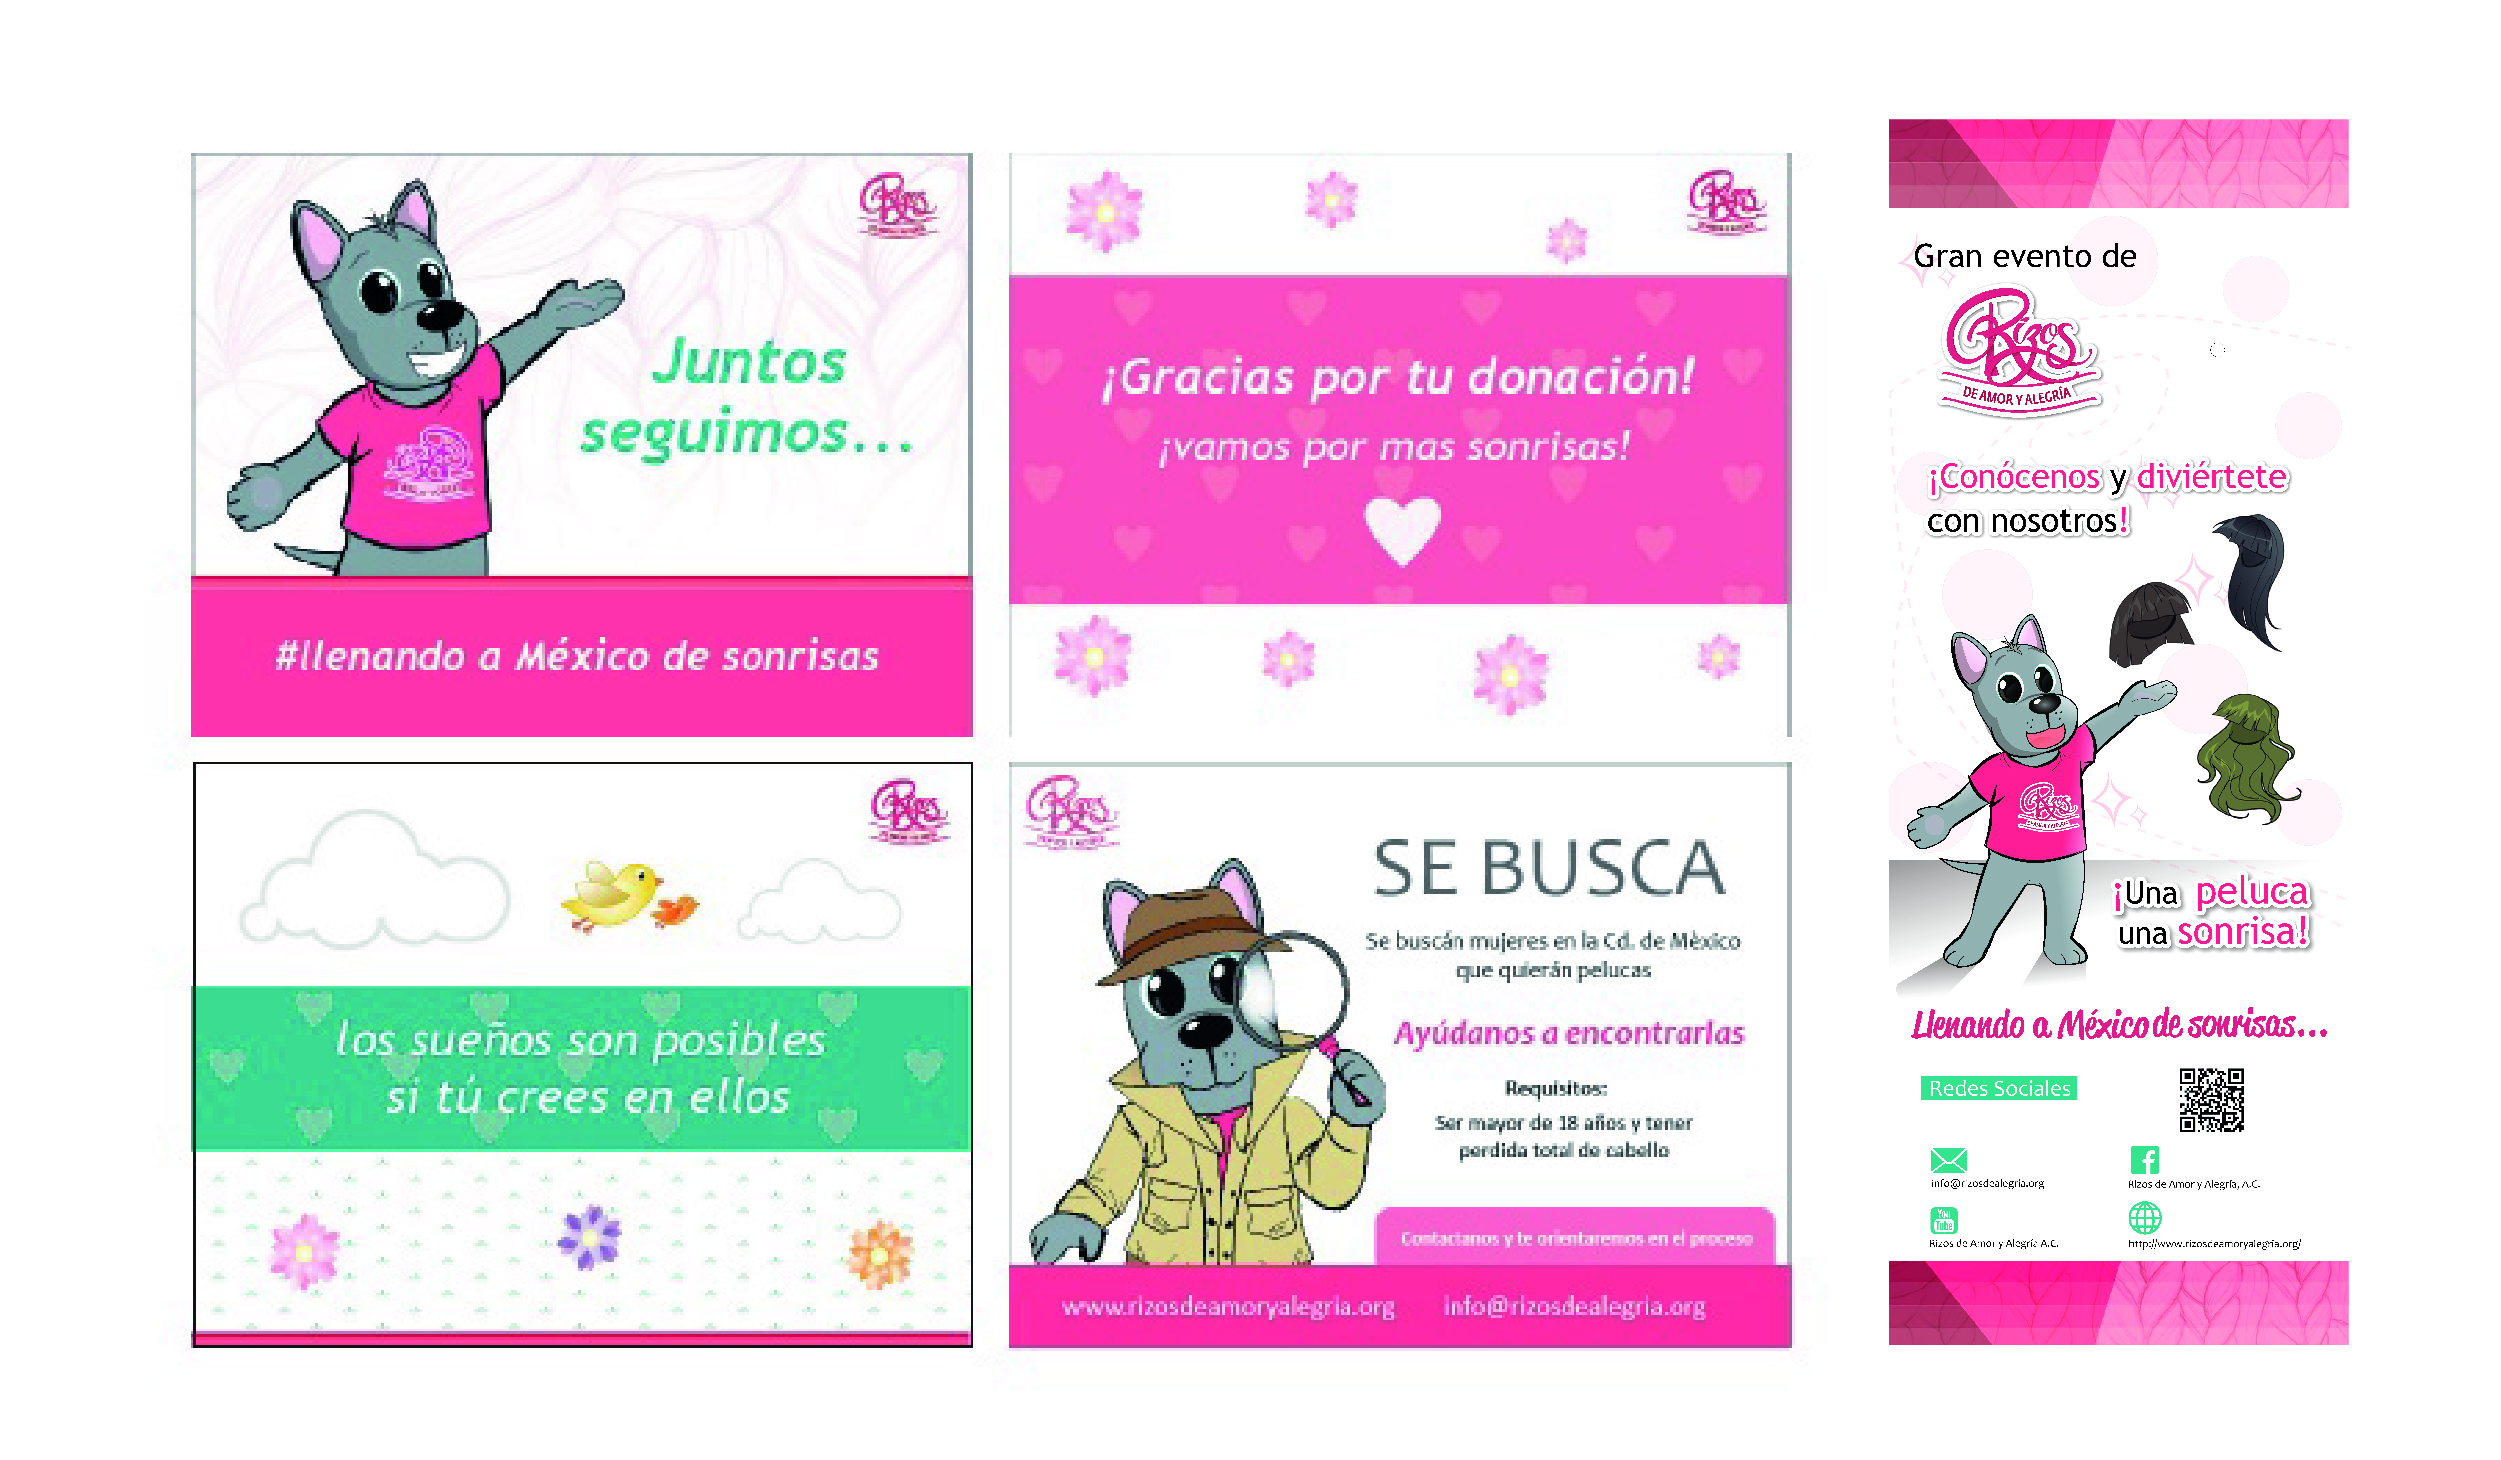 Rizos
Juntos
seguimos...
#llenando a México de sonrisas
Rizos
¡Gracias por tu donación!
¡vamos por mas sonrisas!
Rizos
los sueños son posibles
si tú crees en ellos
Rizos
SE BUSCA
Se buscán mujeres en la Cd. de Mèxico
que quierán pelucas
Ayúdanos a encontrarlas
Requisitos:
Ser mayor de 18 años y tener
perdida total de cabello
Contactanos y te orientaremos en el proceso
www.rizosdeamoryalegria.org info@rizosdealegria.org
Gran evento de
Rizos
DE AMOR Y ALEGRÍA
¡Conócenos y diviértete
con nosotros!
Rizos
¡Una peluca
una sonrisa!
Llenando a México de sonrisas...
Redes Sociales
info@rizosdealegria.org
Rizos de Amor y Alegría, A.C.
You
Tube
Rizos de Amor y Alegría A.C.
http://www.rizosdeamoryalegria.org/